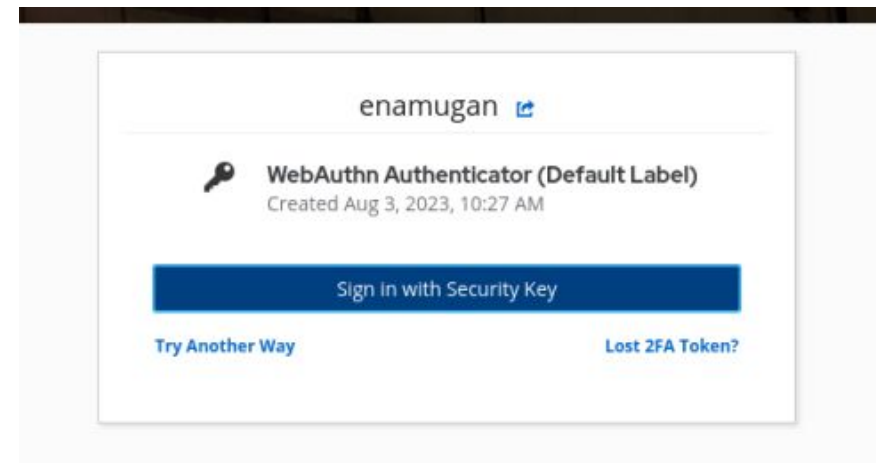 enamugan
WebAuthn Authenticator (Default Label)
Created Aug 3, 2023, 10:27 AM
Sign in with Security Key
Try Another Way
Lost 2FA Token?